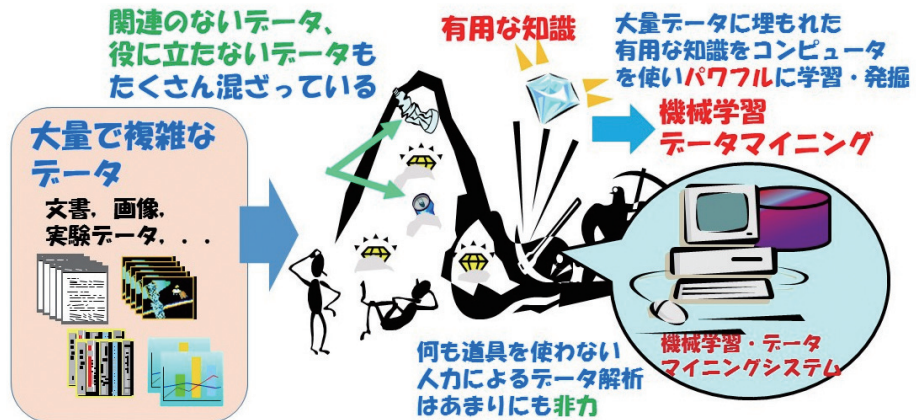 関連のないデータ、
役に立たないデータも
たくさん混ざっている
有用な知識
大量データに埋もれた
有用な知識をコンピュータ
を使いパワフルに学習・発掘
機械学習
データマイニング
大量で複雑な
データ
文書，画像，
実験データ．．．
何も道具を使わない
人力によるデータ解析
はあまりにも非力
機械学習・データ
マイニングシステム